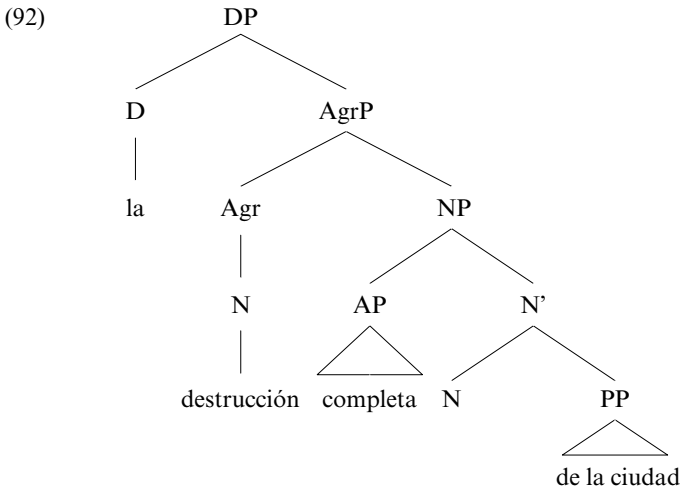 (92) DP
D AgrP
la Agr NP
N AP N’
destrucción completa N PP
de la ciudad